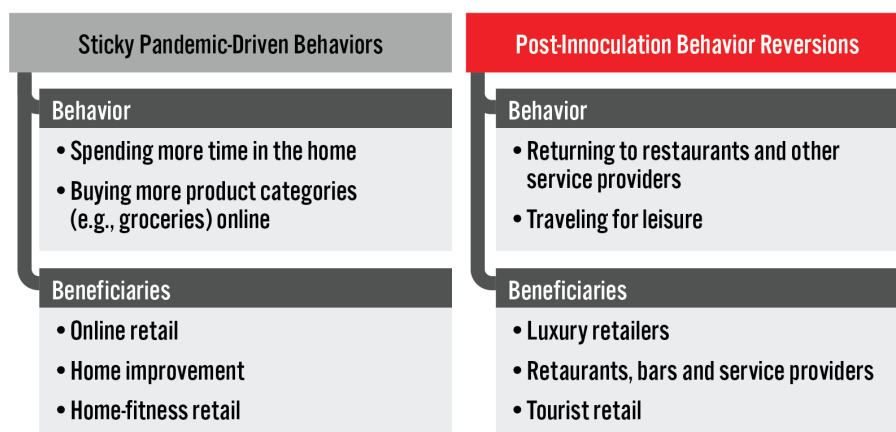 Sticky Pandemic-Driven Behaviors
Behavior
• Spending more time in the home
• Buying more product categories
(e.g., groceries) online
Beneficiaries
• Online retail
• Home improvement
• Home-fitness retail
Post-Innoculation Behavior Reversions
Behavior
• Returning to restaurants and other
service providers
• Traveling for leisure
Beneficiaries
• Luxury retailers
• Retaurants, bars and service providers
• Tourist retail